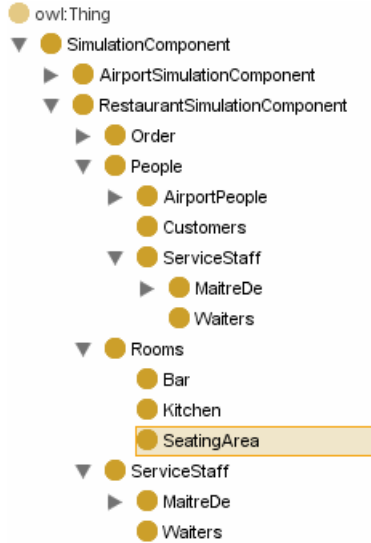 owl:Thing
SimulationComponent
AirportSimulationComponent
RestaurantSimulationComponent
Order
People
AirportPeople
Customers
ServiceStaff
MaitreDe
Waiters
Rooms
Bar
Kitchen
SeatingArea
ServiceStaff
MaitreDe
Waiters